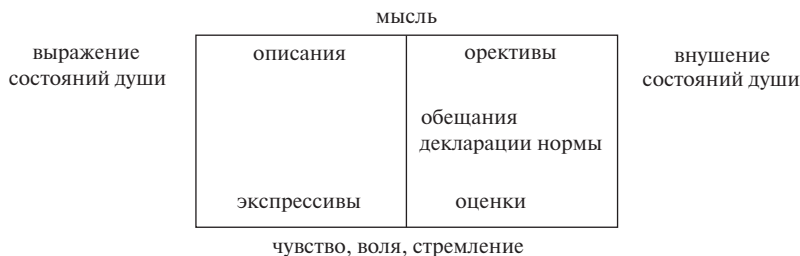 мысль
выражение
состояний души
описания
орективы
внушение
состояний души
обещания
декларации нормы
экспрессивы
оценки
чувство, воля, стремление